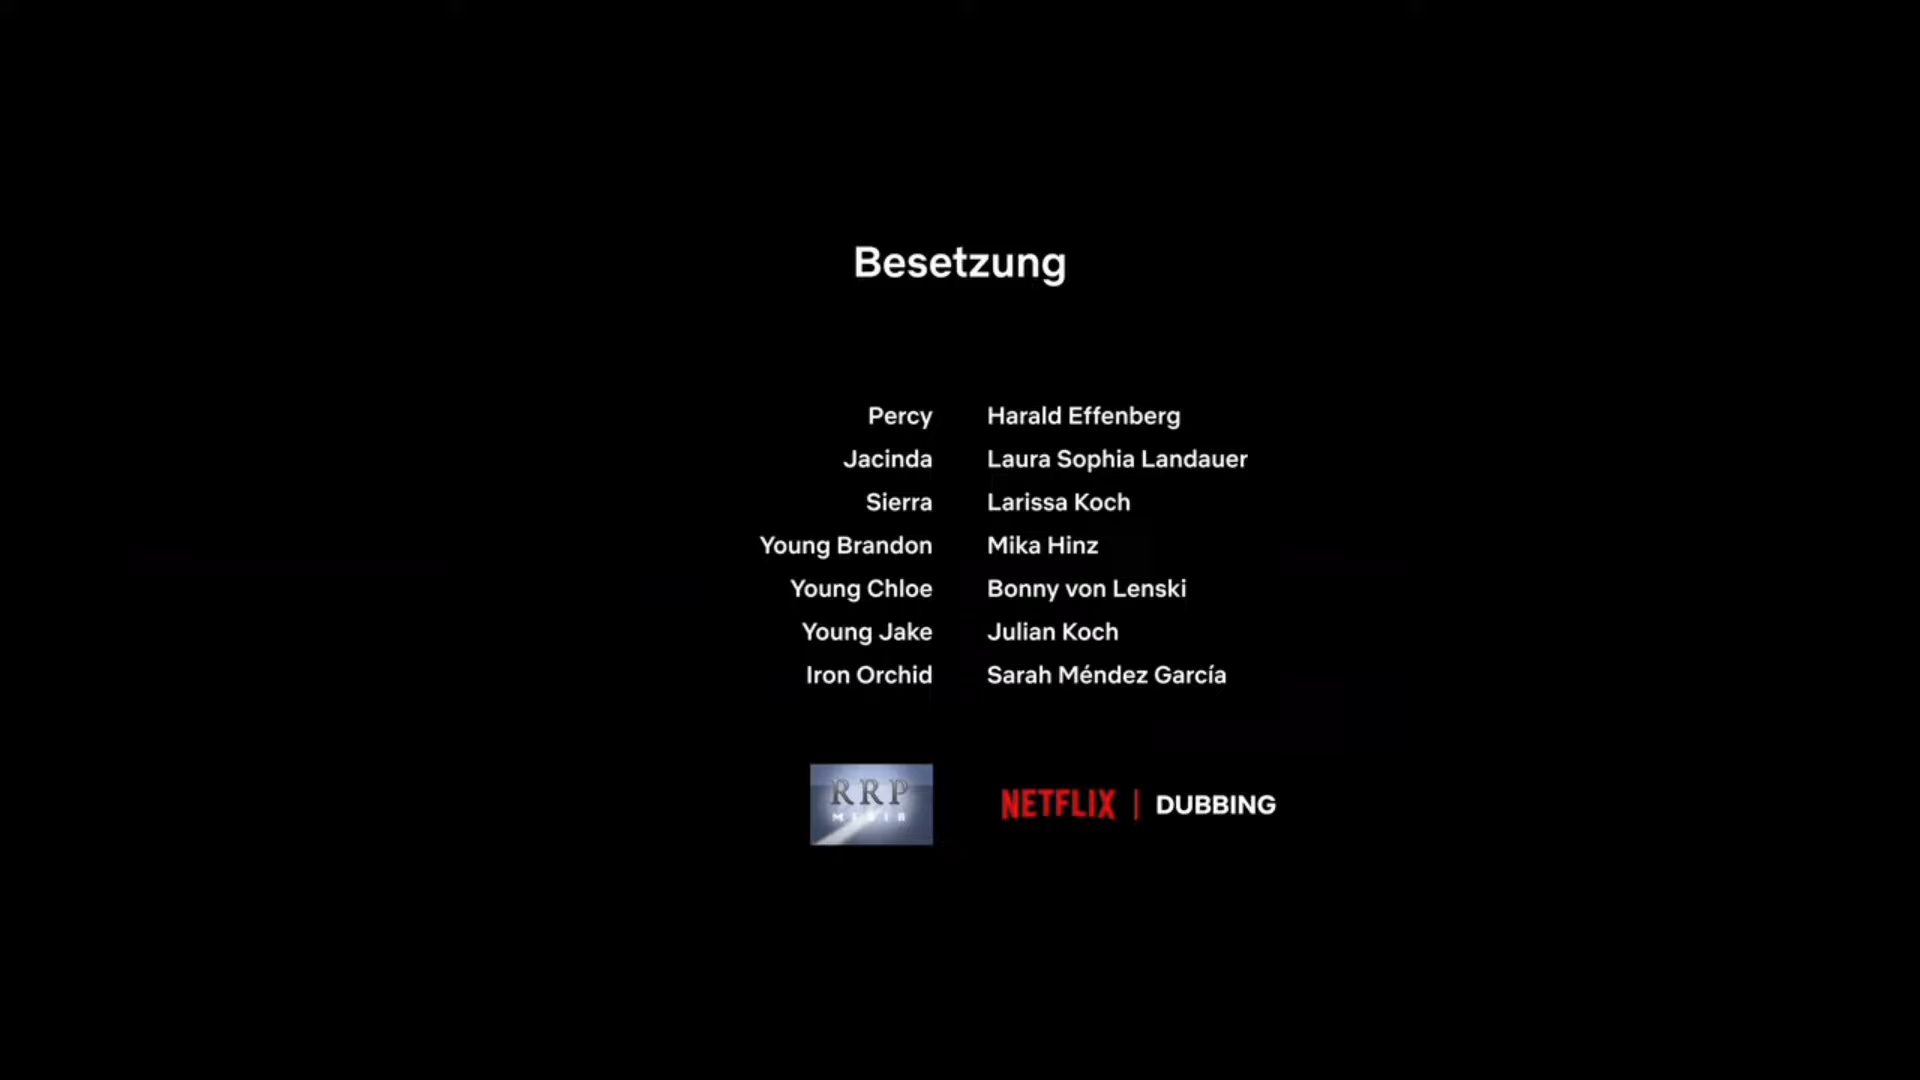 Besetzung
Percy Harald Effenberg
Jacinda Laura Sophia Landauer
Sierra Larissa Koch
Young Brandon Mika Hinz
Young Chloe Bonny von Lenski
Young Jake Julian Koch
Iron Orchid Sarah Méndez García
RRP
MEDIA
NETFLIX | DUBBING